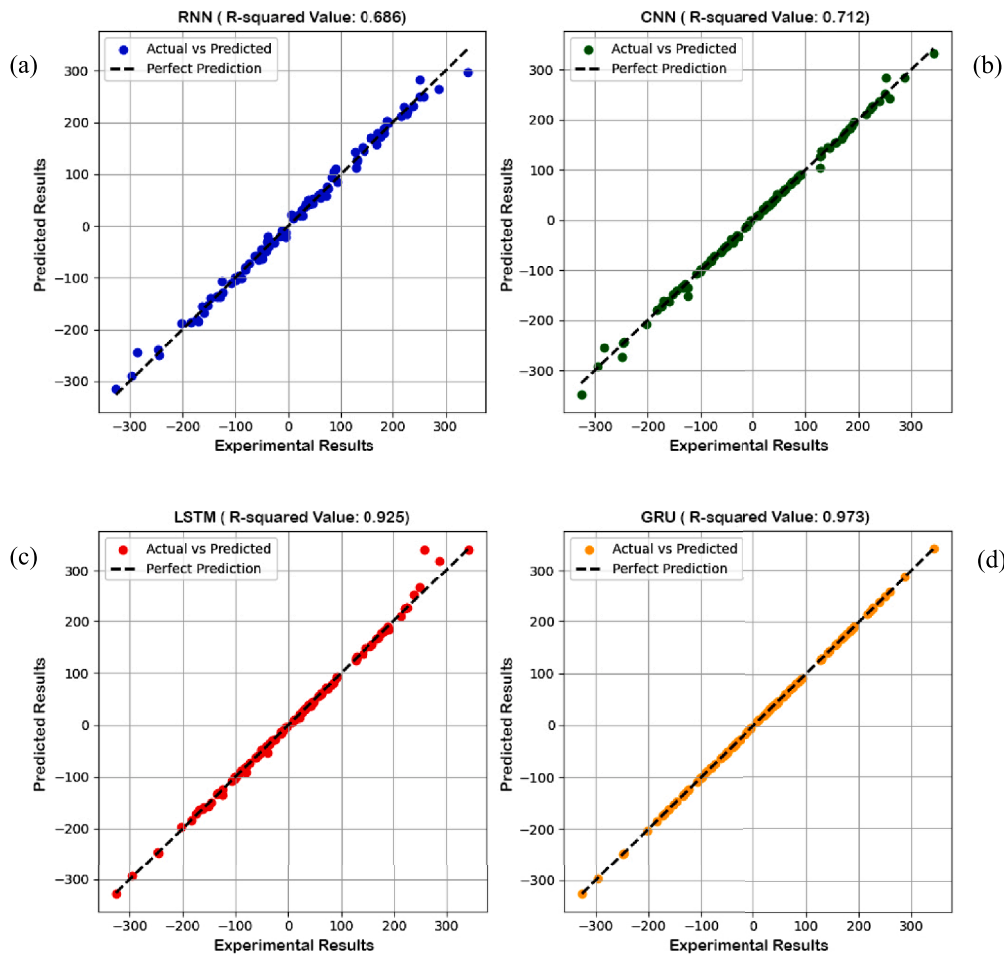 RNN ( R-squared Value: 0.686)
(a)
Actual vs Predicted
Perfect Prediction
Predicted Results
300
200
100
0
−100
−200
−300
−300 −200 −100 0 100 200 300
Experimental Results
CNN ( R-squared Value: 0.712)
(b)
Actual vs Predicted
Perfect Prediction
Predicted Results
300
200
100
0
−100
−200
−300
−300 −200 −100 0 100 200 300
Experimental Results
LSTM ( R-squared Value: 0.925)
(c)
Actual vs Predicted
Perfect Prediction
Predicted Results
300
200
100
0
−100
−200
−300
−300 −200 −100 0 100 200 300
Experimental Results
GRU ( R-squared Value: 0.973)
(d)
Actual vs Predicted
Perfect Prediction
Predicted Results
300
200
100
0
−100
−200
−300
−300 −200 −100 0 100 200 300
Experimental Results